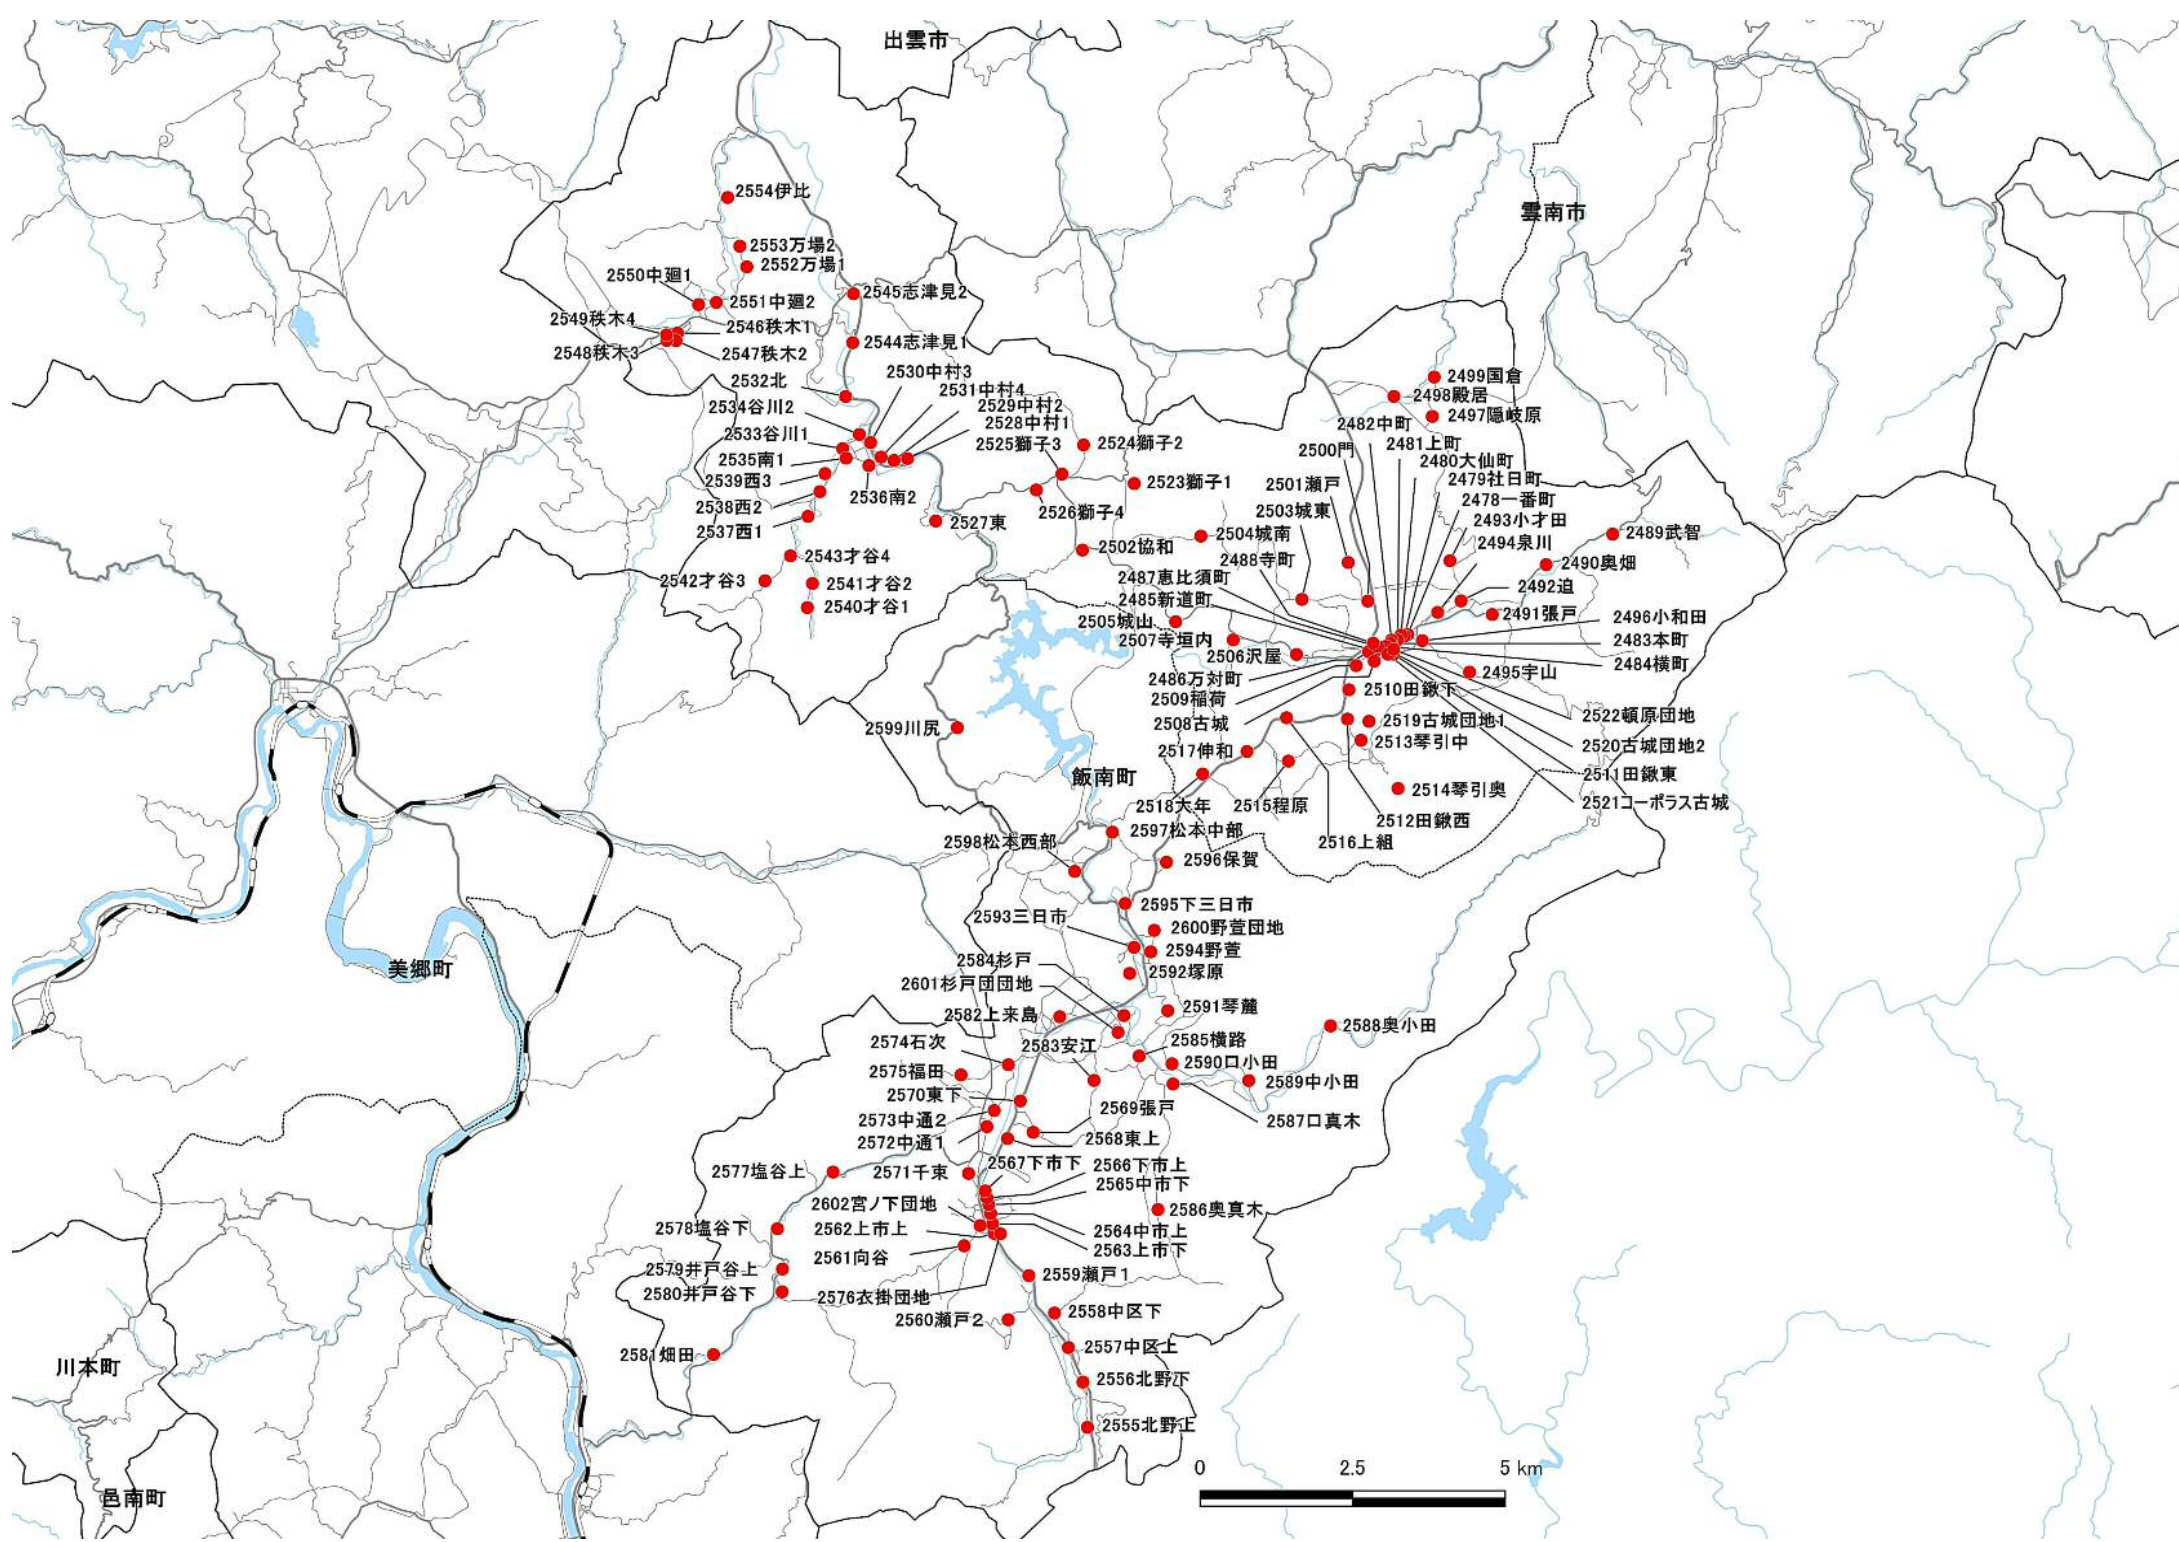 出雲市
2554伊比
雲南市
2553万場2
2552万場1
2550中廻1
2545志津見2
2551中廻2
2549秩木4
2546秩木1
2544志津見1
2548秩木3
2547秩木2
2530中村3
2532北
2531中村4
2499国倉
2498殿居
2534谷川2
2529中村2
2497隠岐原
2528中村1
2482中町
2533谷川1
2525獅子3
2524獅子2
2481上町
2500門
2535南1
2480大仙町
2539西3
2479社日町
2523獅子1
2501瀬戸
2536南2
2478一番町
2538西2
2526獅子4
2503城東
2493小才田
2527東
2537西1
2504城南
2489武智
2494泉川
2502協和
2543才谷4
2488寺町
2490奥畑
2542才谷3
2487恵比須町
2541才谷2
2492迫
2485新道町
2540才谷1
2491張戸
2496小和田
2505城山
2507寺垣内
2483本町
2506沢屋
2484横町
2486万対町
2495宇山
2510田鍬下
2509稲荷
2522頓原団地
2508古城
2519古城団地1
2599川尻
2513琴引中
2520古城団地2
2517伸和
飯南町
2511田鍬東
2514琴引奥
2518大年
2515程原
2521コーポラス古城
2512田鍬西
2597松本中部
2516上組
2598松本西部
2596保賀
2595下三日市
2593三日市
2600野萱団地
2594野萱
2584杉戸
美郷町
2592塚原
2601杉戸団団地
2591琴麓
2582上来島
2588奥小田
2574石次
2583安江
2585横路
2590口小田
2575福田
2589中小田
2570東下
2569張戸
2573中通2
2587口真木
2572中通1
2568東上
2567下市下
2566下市上
2577塩谷上
2571千束
2565中市下
2602宮ノ下団地
2586奥真木
2578塩谷下
2562上市上
2564中市上
2563上市下
2561向谷
2579井戸谷上
2559瀬戸1
2580井戸谷下
2576衣掛団地
2558中区下
2560瀬戸2
2557中区上
2581畑田
川本町
2556北野下
2555北野上
0 2.5 5 km
邑南町